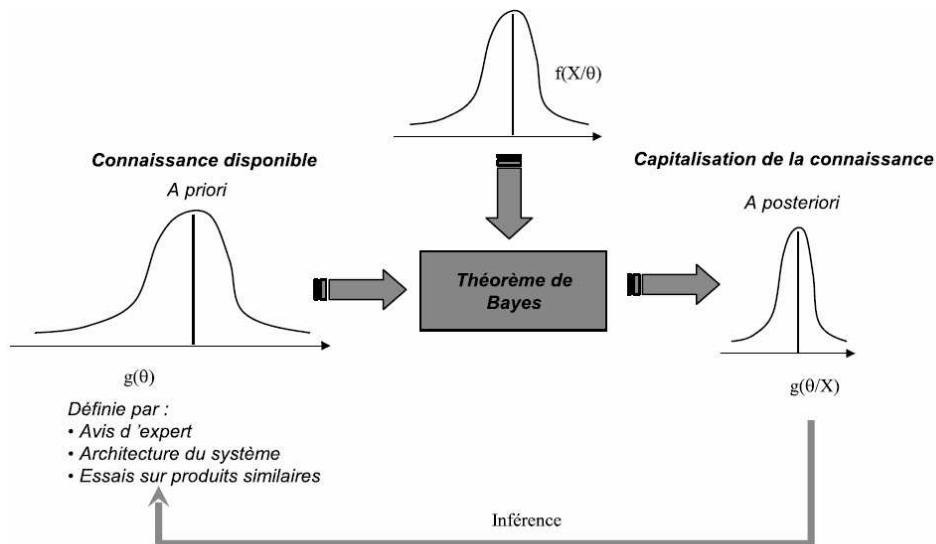 f(X/θ)
Connaissance disponible
A priori
Capitalisation de la connaissance
A posteriori
Théorème de
Bayes
g(θ)
g(θ/X)
Définie par :
• Avis d 'expert
• Architecture du système
• Essais sur produits similaires
Inférence